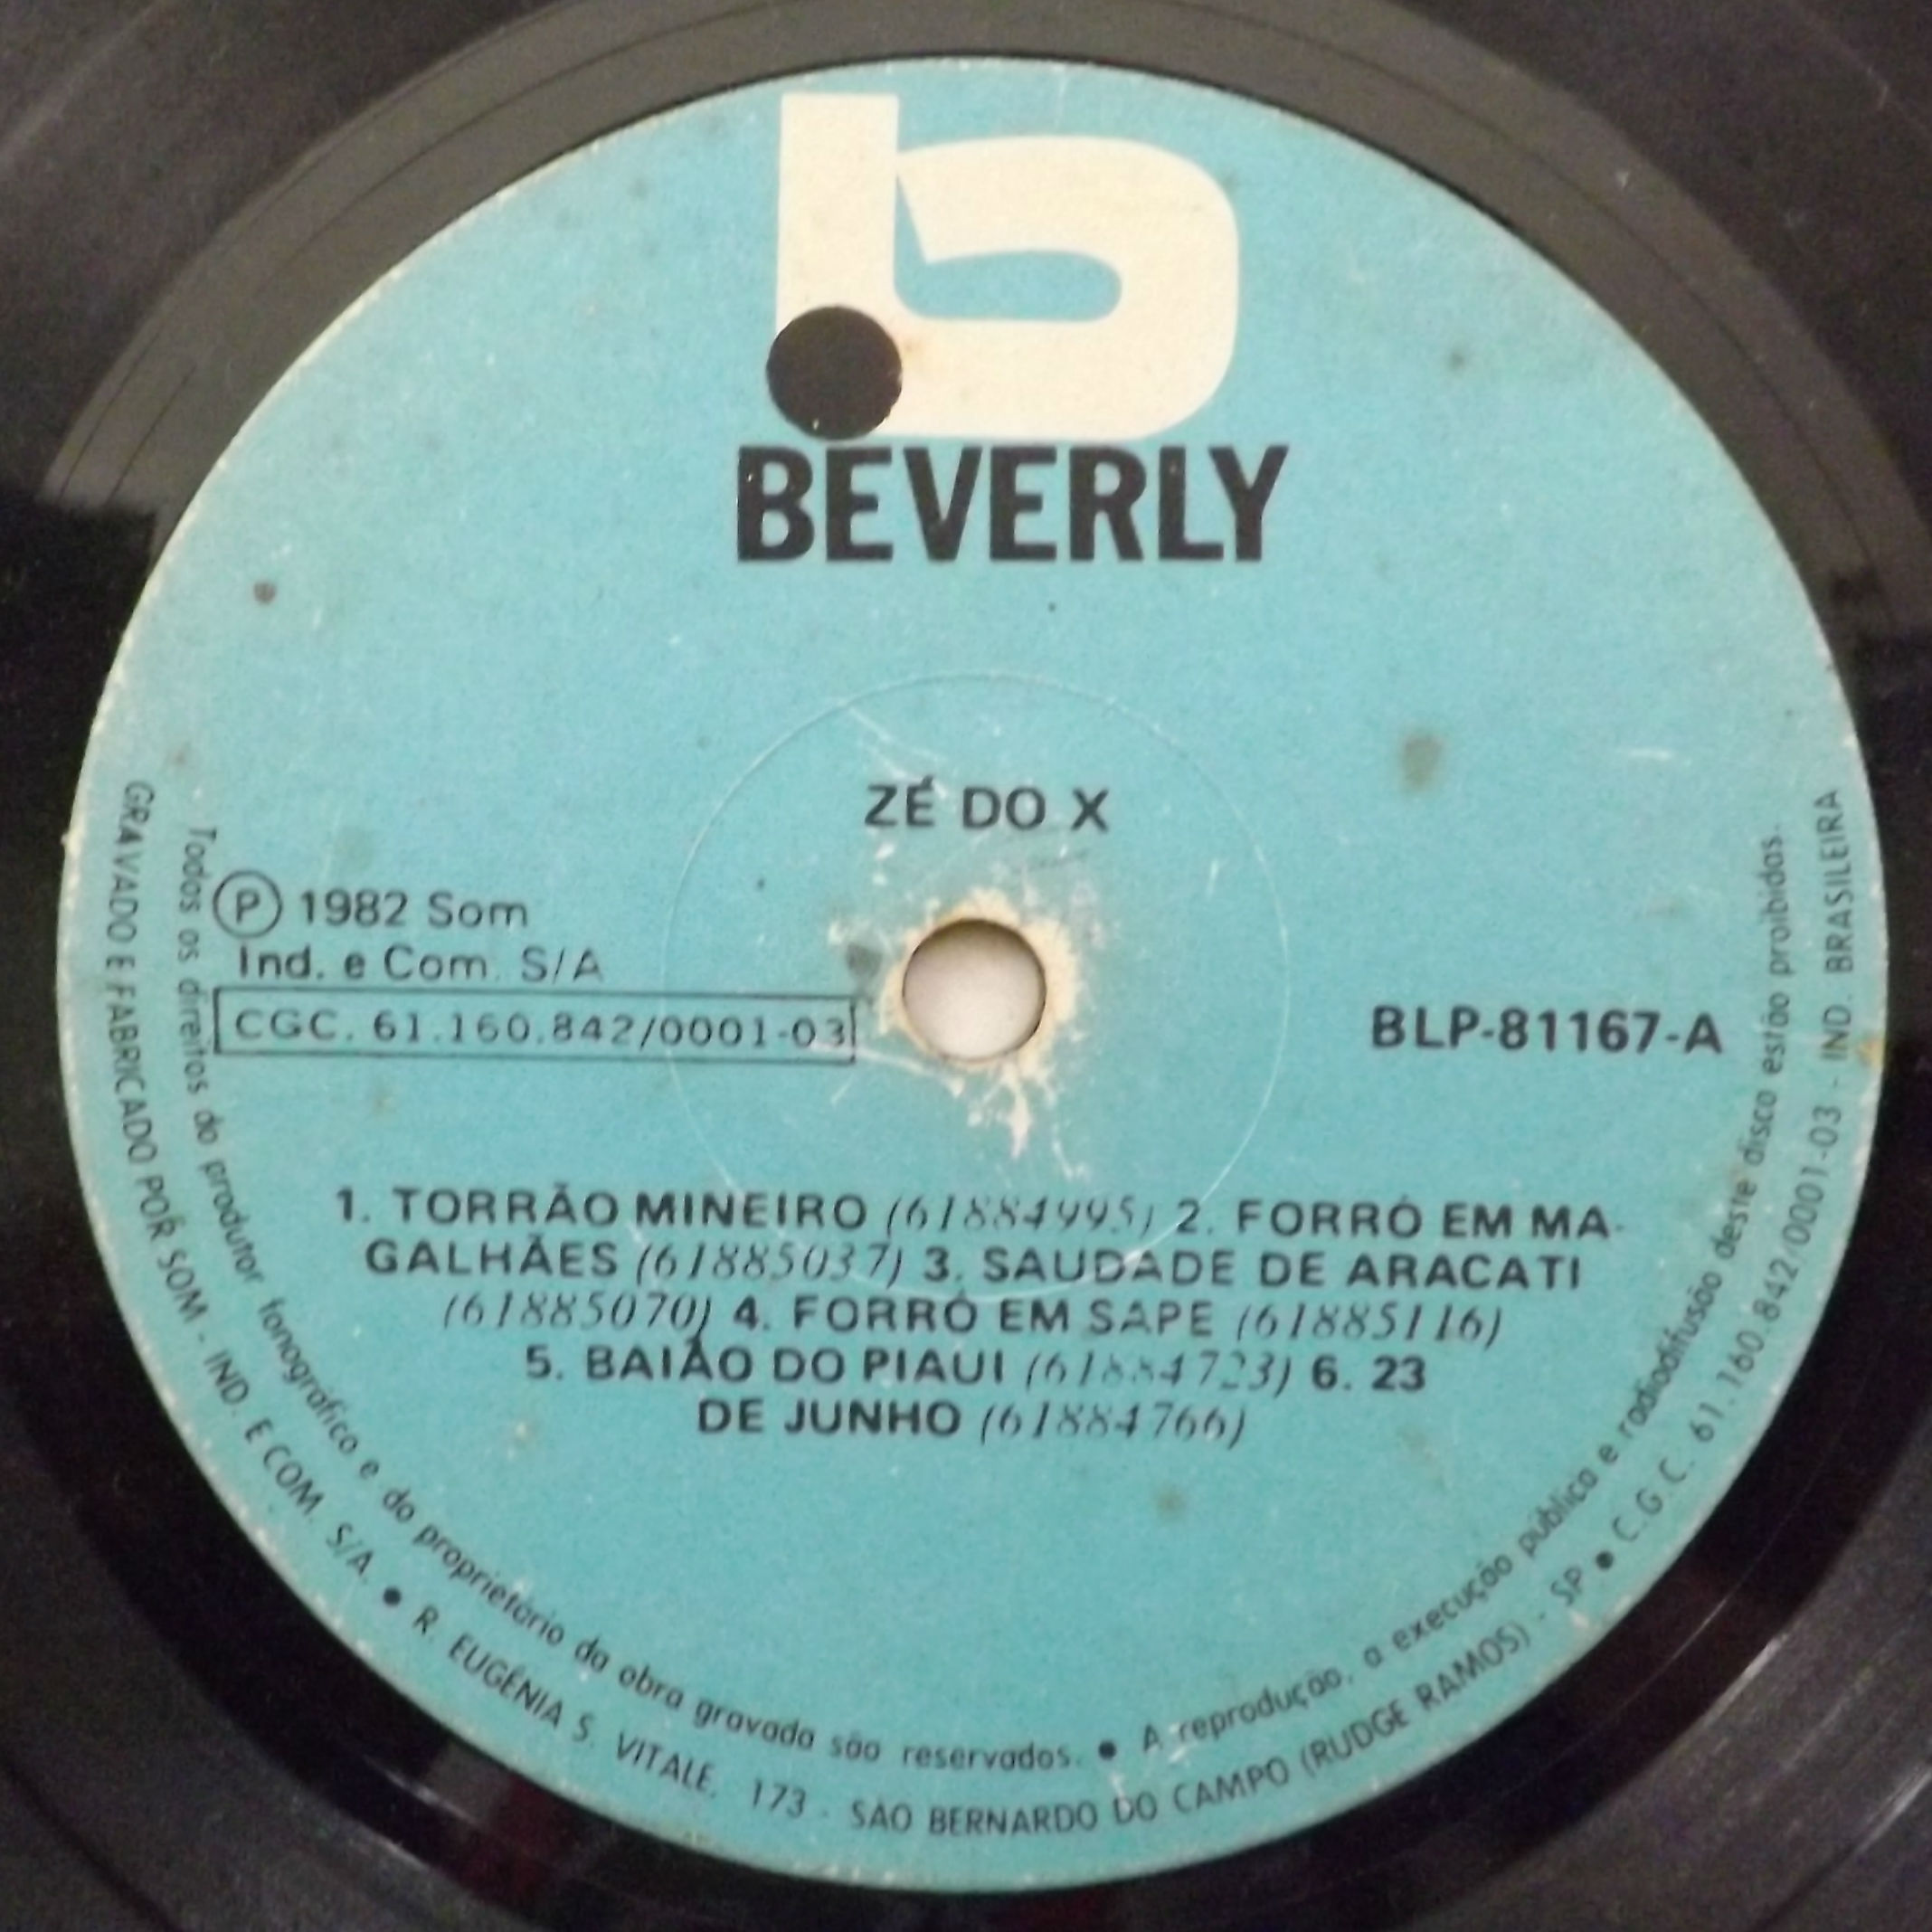 b
BEVERLY
ZÉ DO X
Ⓟ 1982 Som
Ind. e Com. S/A
CGC. 61.160.842/0001-03
BLP-81167-A
1. TORRÃO MINEIRO (61884995) 2. FORRÓ EM MA-
GALHÃES (61885037) 3. SAUDADE DE ARACATI
(61885070) 4. FORRÓ EM SAPE (61885116)
5. BAIÃO DO PIAUI (61884723) 6. 23
DE JUNHO (61884766)
Todos os direitos do produtor fonográfico e do proprietário da obra gravada são reservados. • A reprodução, a execução pública e radiodifusão deste disco estão proibidas.
GRAVADO E FABRICADO POR SOM - IND. E COM. S/A. • R. EUGÊNIA S. VITALE, 173 - SÃO BERNARDO DO CAMPO (RUDGE RAMOS) - SP • C.G.C. 61.160.842/0001-03 - IND. BRASILEIRA